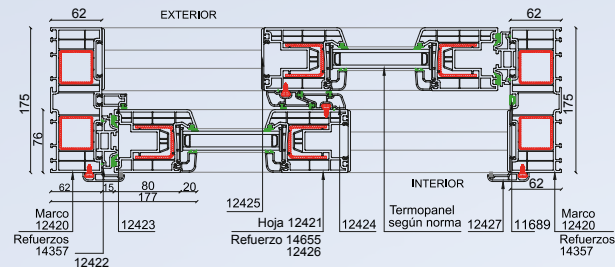 62
EXTERIOR
62
175
76
175
62
15
80
20
177
INTERIOR
62
Marco
12420
Refuerzos
14357
12422
12423
12425
Hoja 12421
Refuerzo 14655
12426
12424
Termopanel
según norma
12427
11689
Marco
12420
Refuerzos
14357